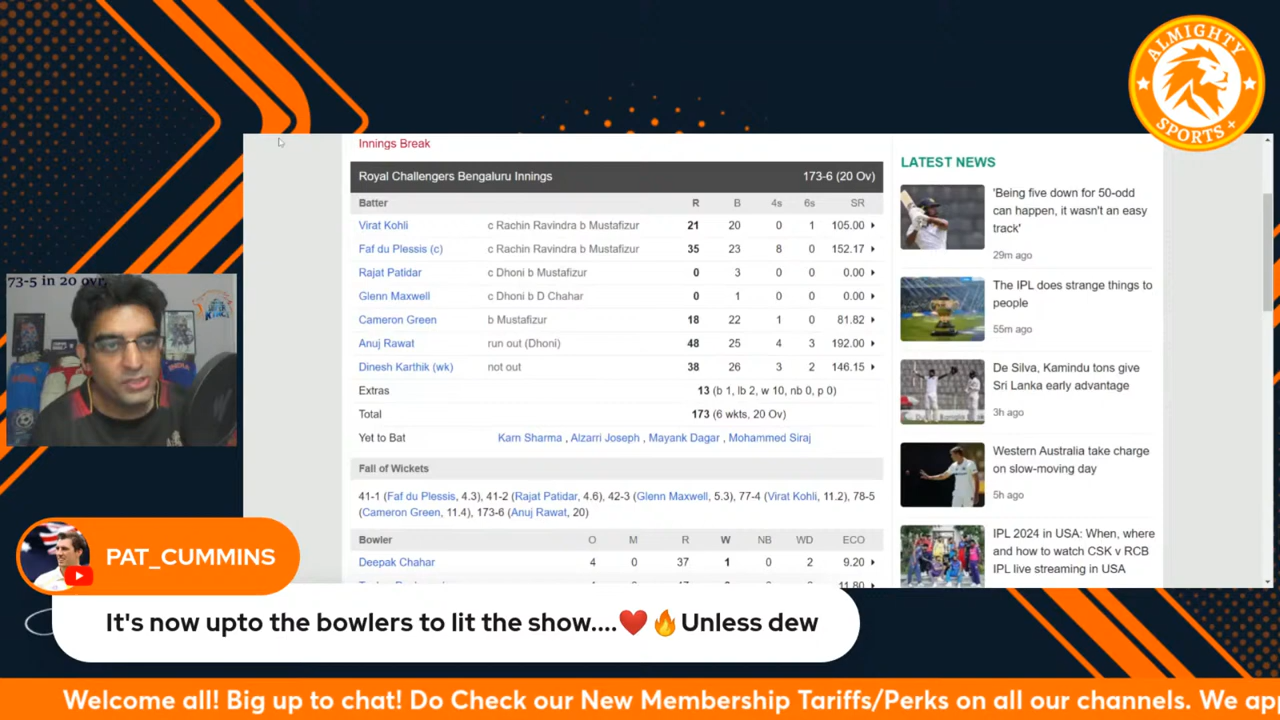 ALMIGHTY
SPORTS+
Innings Break
Royal Challengers Bengaluru Innings 173-6 (20 Ov)
Batter R B 4s 6s SR
Virat Kohli c Rachin Ravindra b Mustafizur 21 20 0 1 105.00
Faf du Plessis (c) c Rachin Ravindra b Mustafizur 35 23 8 0 152.17
Rajat Patidar c Dhoni b Mustafizur 0 3 0 0 0.00
Glenn Maxwell c Dhoni b D Chahar 0 1 0 0 0.00
Cameron Green b Mustafizur 18 22 1 0 81.82
Anuj Rawat run out (Dhoni) 48 25 4 3 192.00
Dinesh Karthik (wk) not out 38 26 3 2 146.15
Extras 13 (b 1, lb 2, w 10, nb 0, p 0)
Total 173 (6 wkts, 20 Ov)
Yet to Bat Karn Sharma , Alzarri Joseph , Mayank Dagar , Mohammed Siraj
Fall of Wickets
41-1 (Faf du Plessis, 4.3), 41-2 (Rajat Patidar, 4.6), 42-3 (Glenn Maxwell, 5.3), 77-4 (Virat Kohli, 11.2), 78-5
(Cameron Green, 11.4), 173-6 (Anuj Rawat, 20)
Bowler O M R W NB WD ECO
Deepak Chahar 4 0 37 1 0 2 9.20
11.80
LATEST NEWS
'Being five down for 50-odd
can happen, it wasn't an easy
track'
29m ago
The IPL does strange things to
people
55m ago
De Silva, Kamindu tons give
Sri Lanka early advantage
3h ago
Western Australia take charge
on slow-moving day
5h ago
IPL 2024 in USA: When, where
and how to watch CSK v RCB
IPL live streaming in USA
73-5 in 20 ovr,
PAT_CUMMINS
It's now upto the bowlers to lit the show....❤️🔥Unless dew
Welcome all! Big up to chat! Do Check our New Membership Tariffs/Perks on all our channels. We app